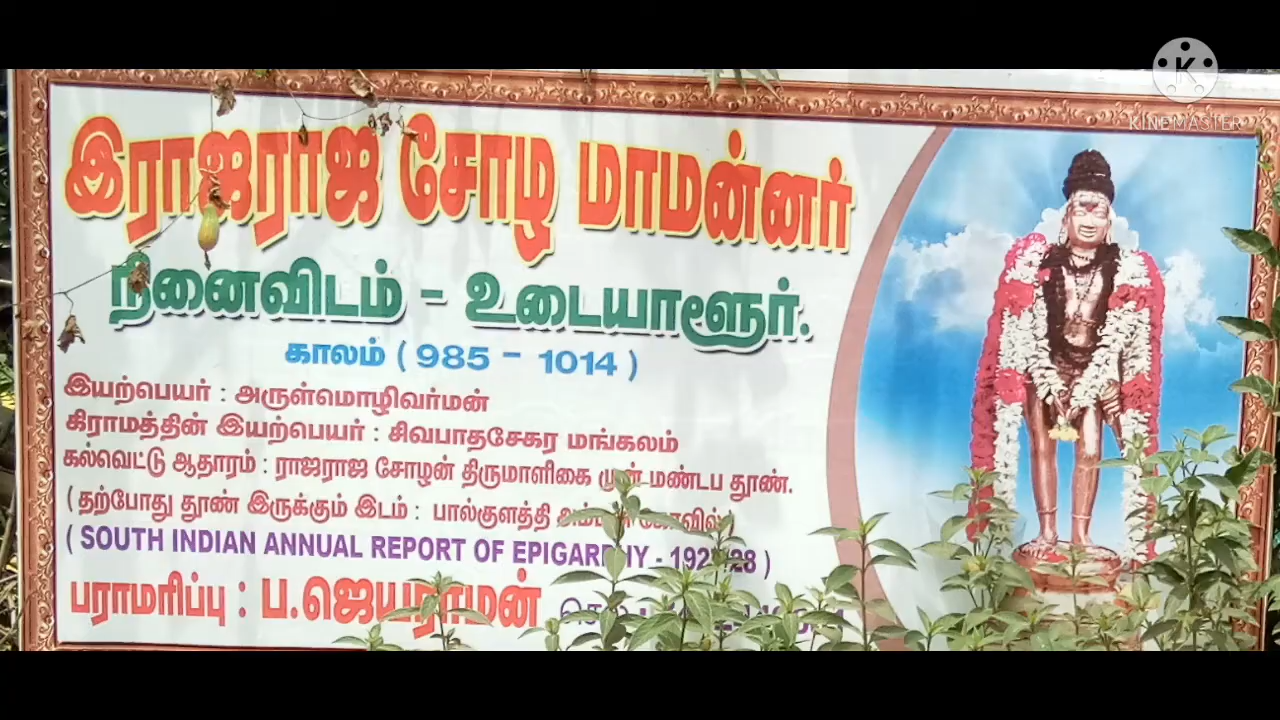 இராஜராஜ சோழ மாமன்னர்
நினைவிடம் - உடையாளூர்.
காலம் ( 985 - 1014 )
இயற்பெயர் : அருள்மொழிவர்மன்
கிராமத்தின் இயற்பெயர் : சிவபாதசேகர மங்கலம்
கல்வெட்டு ஆதாரம் : ராஜராஜ சோழன் திருமாளிகை முன் மண்டப தூண்.
( தற்போது தூண் இருக்கும் இடம் : பால்குளத்தி அம்மன் கோவில் )
( SOUTH INDIAN ANNUAL REPORT OF
பராமரிப்பு : ப.ஜெயராமன்
KINEMASTER